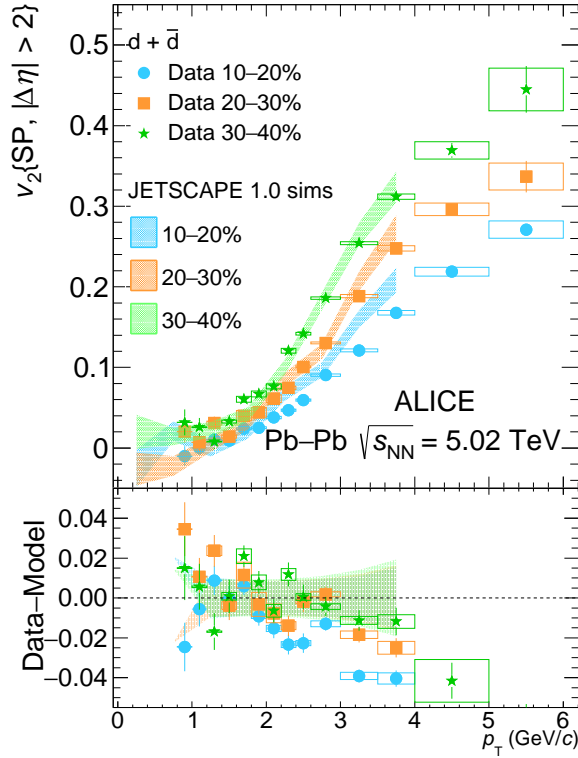 v₂{SP, |Δη| > 2}
d + d̅
Data 10–20%
Data 20–30%
Data 30–40%
JETSCAPE 1.0 sims
10–20%
20–30%
30–40%
ALICE
Pb–Pb √sNN = 5.02 TeV
0.5
0.4
0.3
0.2
0.1
0
Data–Model
0.04
0.02
0.00
−0.02
−0.04
0 1 2 3 4 5 6
pT (GeV/c)